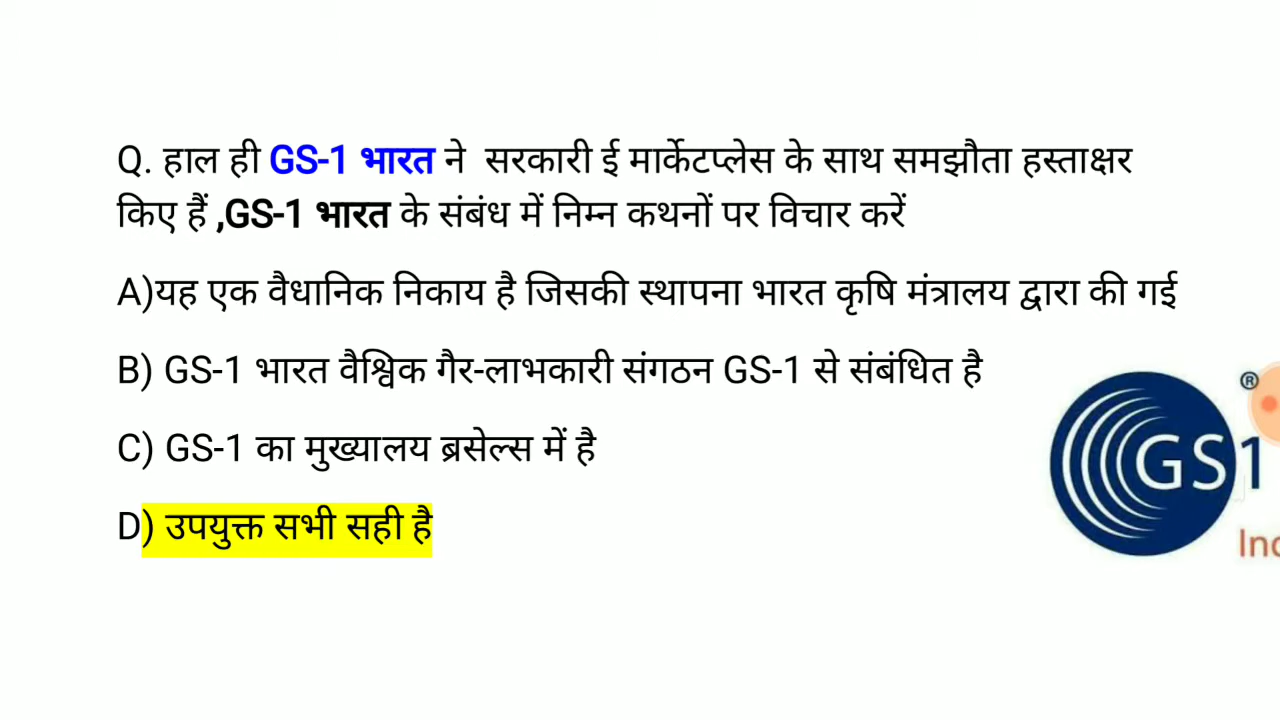 Q. हाल ही GS-1 भारत ने सरकारी ई मार्केटप्लेस के साथ समझौता हस्ताक्षर
किए हैं ,GS-1 भारत के संबंध में निम्न कथनों पर विचार करें
A)यह एक वैधानिक निकाय है जिसकी स्थापना भारत कृषि मंत्रालय द्वारा की गई
B) GS-1 भारत वैश्विक गैर-लाभकारी संगठन GS-1 से संबंधित है
C) GS-1 का मुख्यालय ब्रसेल्स में है
D) उपयुक्त सभी सही है
®
GS1